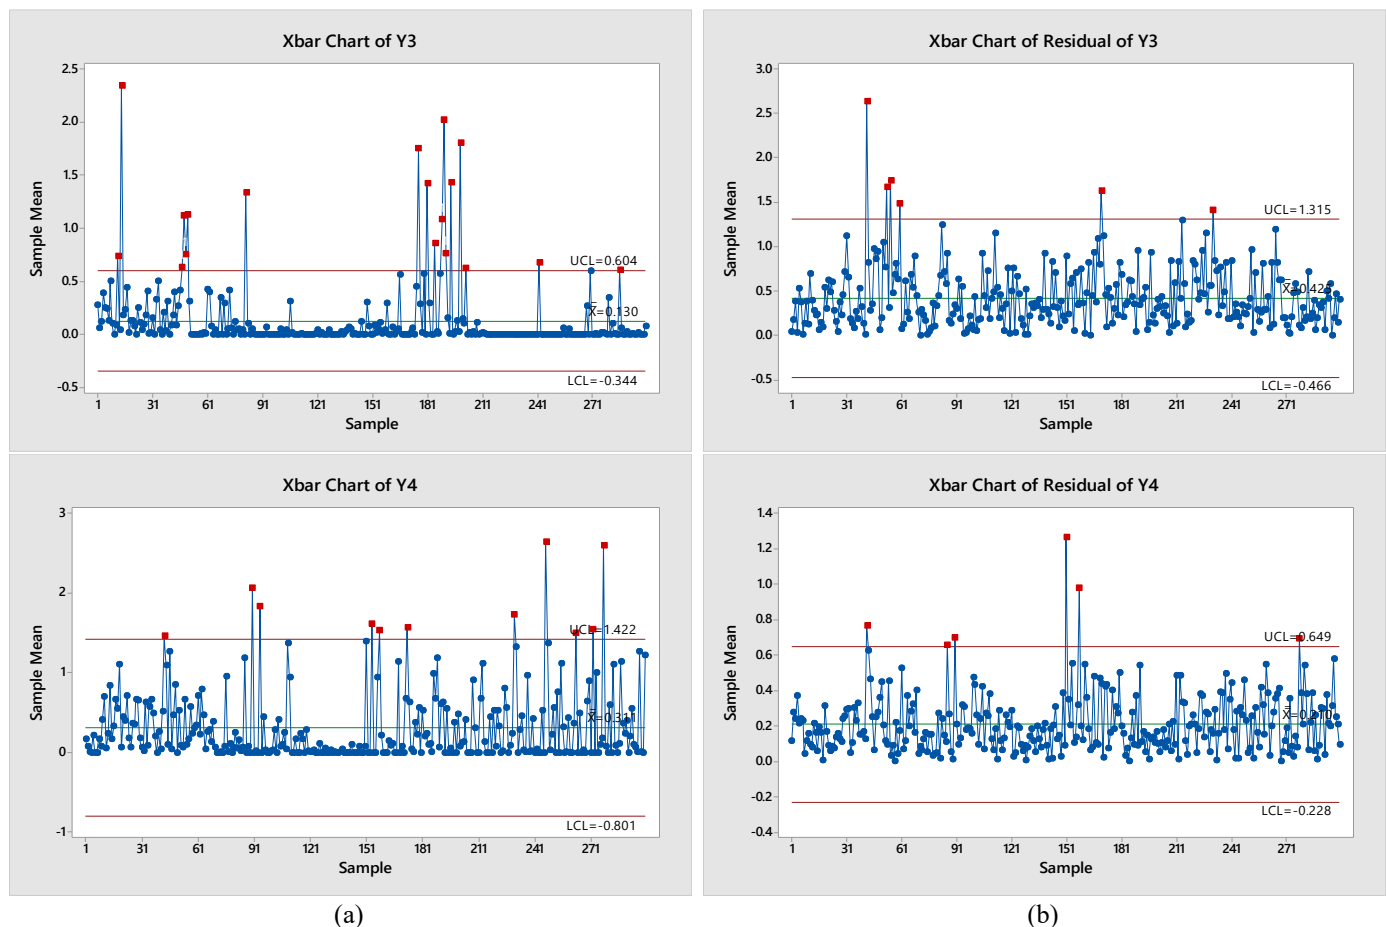 Xbar Chart of Y3
Sample Mean
2.5
2.0
1.5
1.0
0.5
0.0
-0.5
UCL=0.604
X̿=0.130
LCL=-0.344
1 31 61 91 121 151 181 211 241 271
Sample
Xbar Chart of Residual of Y3
Sample Mean
3.0
2.5
2.0
1.5
1.0
0.5
0.0
-0.5
UCL=1.315
LCL=-0.466
1 31 61 91 121 151 181 211 241 271
Sample
Xbar Chart of Y4
Sample Mean
3
2
1
0
-1
UCL=1.422
X̿=0.311
LCL=-0.801
1 31 61 91 121 151 181 211 241 271
Sample
Xbar Chart of Residual of Y4
Sample Mean
1.4
1.2
1.0
0.8
0.6
0.4
0.2
0.0
-0.2
-0.4
UCL=0.649
X̿=0.210
LCL=-0.228
1 31 61 91 121 151 181 211 241 271
Sample
(a)
(b)